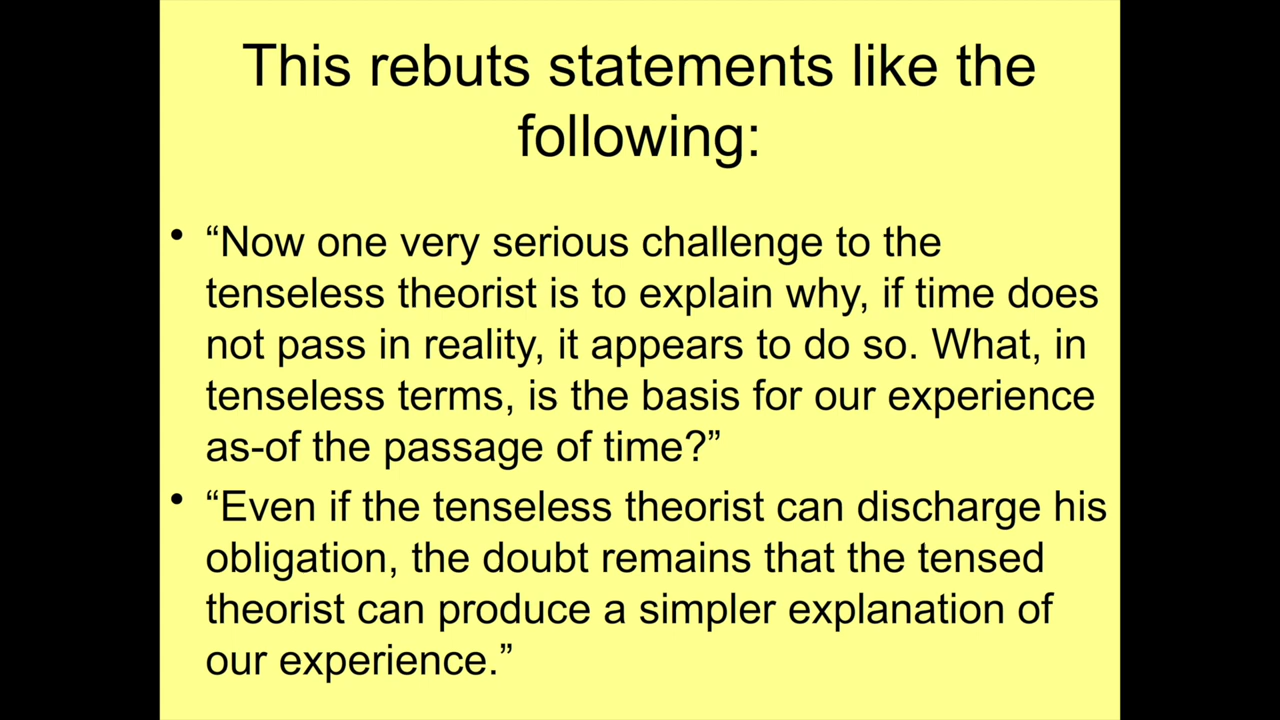 This rebuts statements like the
following:
• “Now one very serious challenge to the
tenseless theorist is to explain why, if time does
not pass in reality, it appears to do so. What, in
tenseless terms, is the basis for our experience
as-of the passage of time?”
• “Even if the tenseless theorist can discharge his
obligation, the doubt remains that the tensed
theorist can produce a simpler explanation of
our experience.”